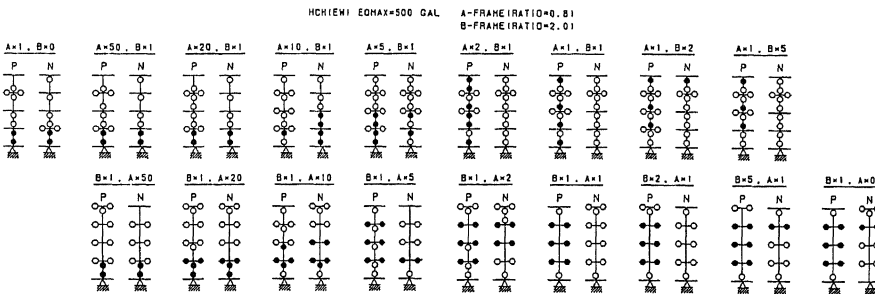 HCH(EW) EQMAX=500 GAL A-FRAME(RATIO=0.8)
B-FRAME(RATIO=2.0)
A×1 , B×0 A×50 , B×1 A×20 , B×1 A×10 , B×1 A×5 , B×1 A×2 , B×1 A×1 , B×1 A×1 , B×2 A×1 , B×5
P N P N P N P N P N P N P N P N P N
B×1 , A×50 B×1 , A×20 B×1 , A×10 B×1 , A×5 B×1 , A×2 B×1 , A×1 B×2 , A×1 B×5 , A×1 B×1 , A×0
P N P N P N P N P N P N P N P N P N